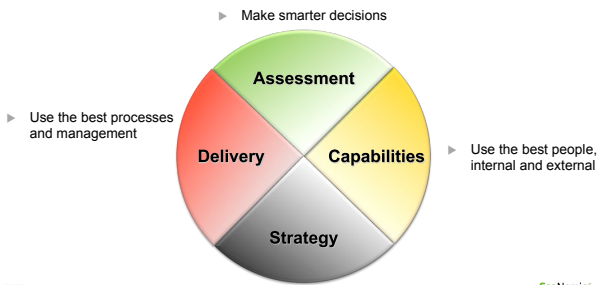 Make smarter decisions
Assessment
Use the best processes
and management
Delivery
Capabilities
Use the best people,
internal and external
Strategy